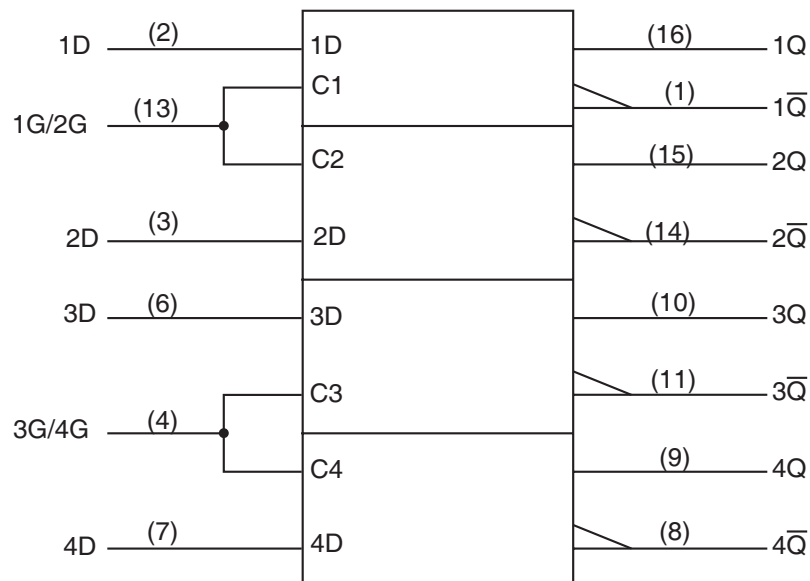 1D (2) 1D (16) 1Q
C1 (1) 1Q̅
1G/2G (13)
C2 (15) 2Q
2D (3) 2D (14) 2Q̅
3D (6) 3D (10) 3Q
C3 (11) 3Q̅
3G/4G (4)
C4 (9) 4Q
4D (7) 4D (8) 4Q̅